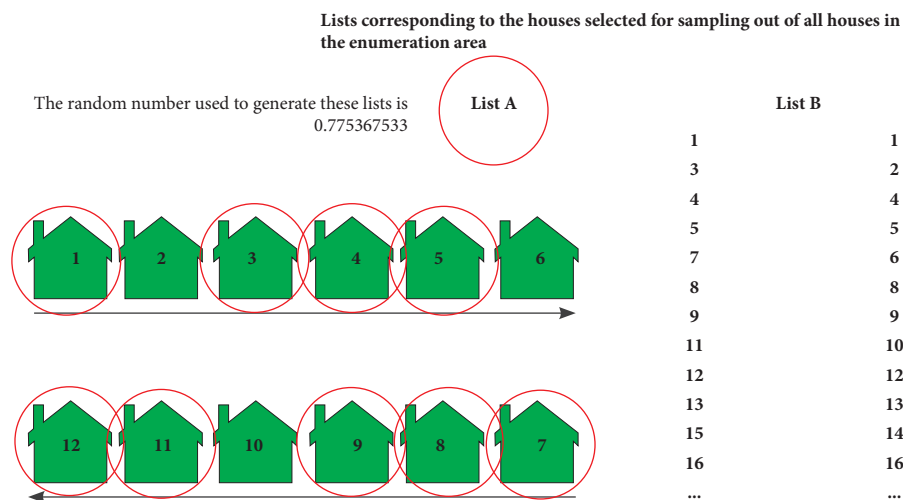 Lists corresponding to the houses selected for sampling out of all houses in
the enumeration area
The random number used to generate these lists is
0.775367533
List A
List B
1 1
3 2
4 4
5 5
7 6
8 8
9 9
11 10
12 12
13 13
15 14
16 16
... ...
1 2 3 4 5 6
12 11 10 9 8 7